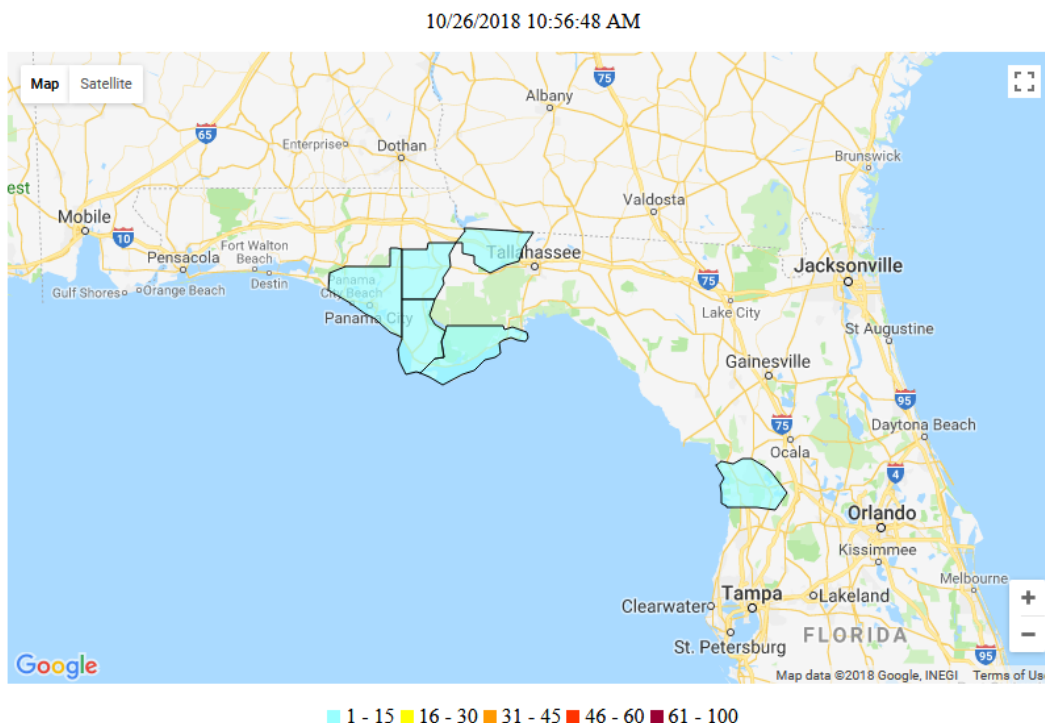 10/26/2018 10:56:48 AM
Map Satellite
75
Albany
65
Enterprise
Dothan
Brunswick
est
Valdosta
Mobile
10
Fort Walton
Beach
Pensacola
Tallahassee
Jacksonville
Gulf Shores
Orange Beach
Destin
Panama
City Beach
75
Lake City
Panama City
St Augustine
Gainesville
95
75
Daytona Beach
Ocala
4
Orlando
Kissimmee
Melbourne
Clearwater
Tampa
Lakeland
St. Petersburg
FLORIDA
95
Google
Map data ©2018 Google, INEGI Terms of Us
1 - 15 16 - 30 31 - 45 46 - 60 61 - 100